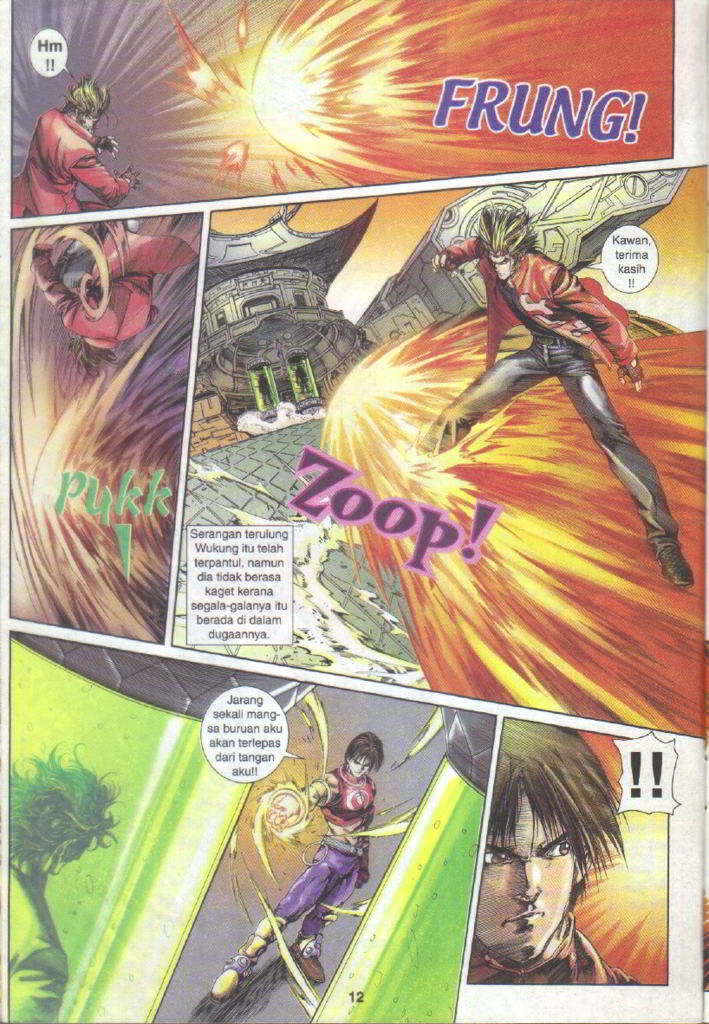 Hm
!!
FRUNG!
Pykk
!
Kawan,
terima
kasih
!!
Zoop!
Serangan terulung
Wukung itu telah
terpantul, namun
dia tidak berasa
kaget kerana
segala-galanya itu
berada di dalam
dugaannya.
Jarang
sekali mang-
sa buruan aku
akan terlepas
dari tangan
aku!!
!!
12